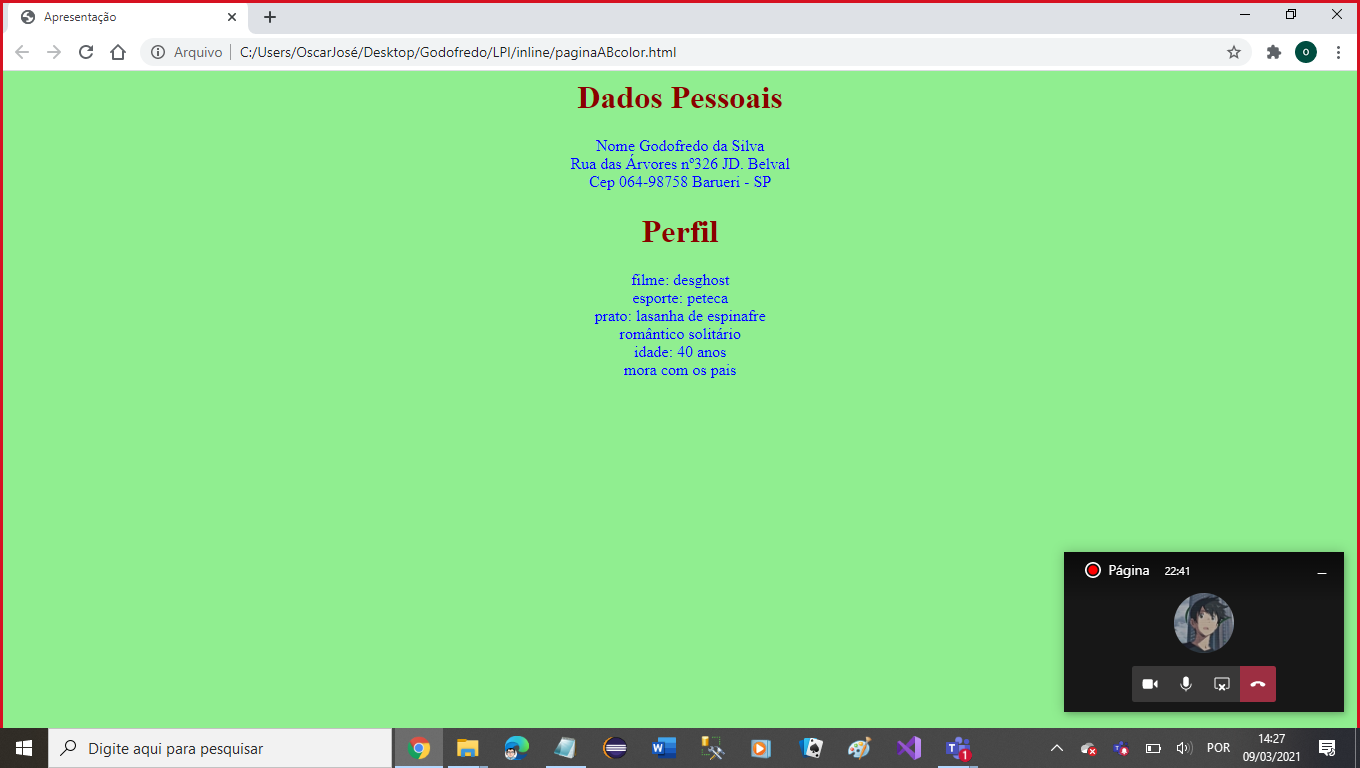 Apresentação
Arquivo C:/Users/OscarJosé/Desktop/Godofredo/LPI/inline/paginaABcolor.html
O
Dados Pessoais
Nome Godofredo da Silva
Rua das Árvores nº326 JD. Belval
Cep 064-98758 Barueri - SP
Perfil
filme: desghost
esporte: peteca
prato: lasanha de espinafre
romântico solitário
idade: 40 anos
mora com os pais
Página 22:41
Digite aqui para pesquisar
1
POR
14:27
09/03/2021